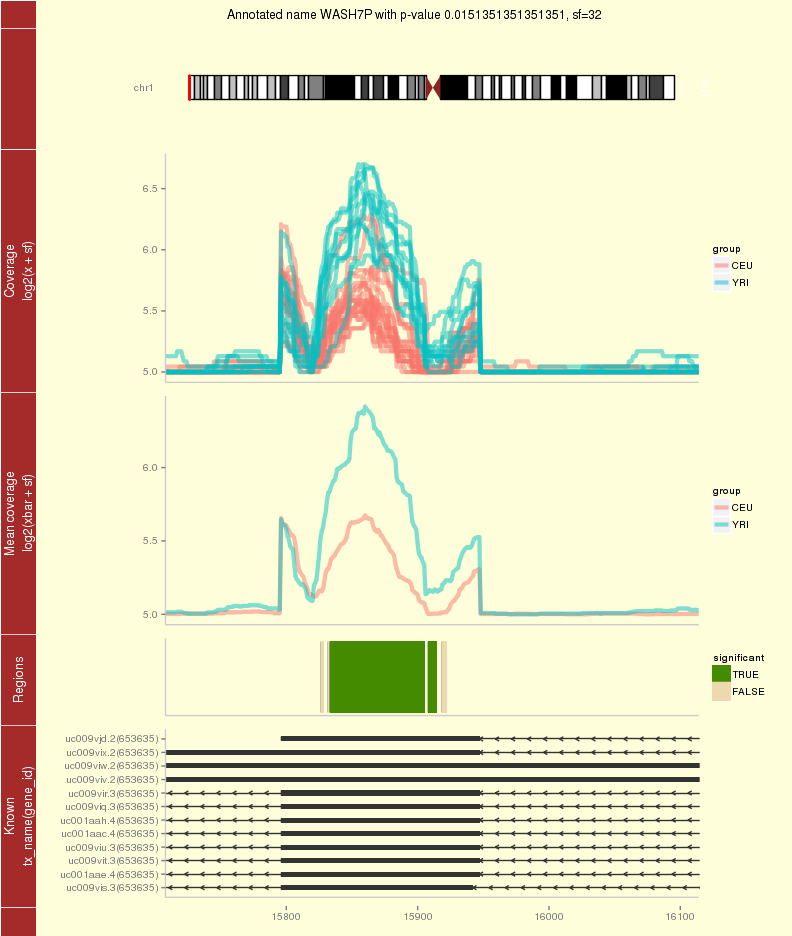 Annotated name WASH7P with p-value 0.0151351351351351, sf=32
chr1
Coverage
log2(x + sf)
6.5
6.0
5.5
5.0
group
CEU
YRI
Mean coverage
log2(xbar + sf)
6.0
5.5
5.0
group
CEU
YRI
Regions
significant
TRUE
FALSE
Known
tx_name(gene_id)
uc009vjd.2(653635)
uc009vix.2(653635)
uc009viw.2(653635)
uc009viv.2(653635)
uc009vir.3(653635)
uc009viq.3(653635)
uc001aah.4(653635)
uc001aac.4(653635)
uc009viu.3(653635)
uc009vit.3(653635)
uc001aae.4(653635)
uc009vis.3(653635)
15800
15900
16000
16100